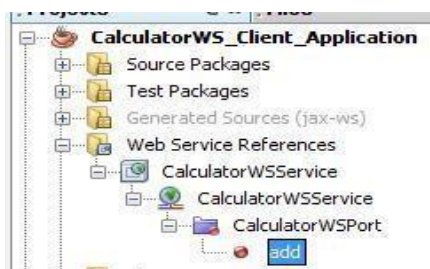 CalculatorWS_Client_Application
Source Packages
Test Packages
Generated Sources (jax-ws)
Web Service References
CalculatorWSService
CalculatorWSService
CalculatorWSPort
add